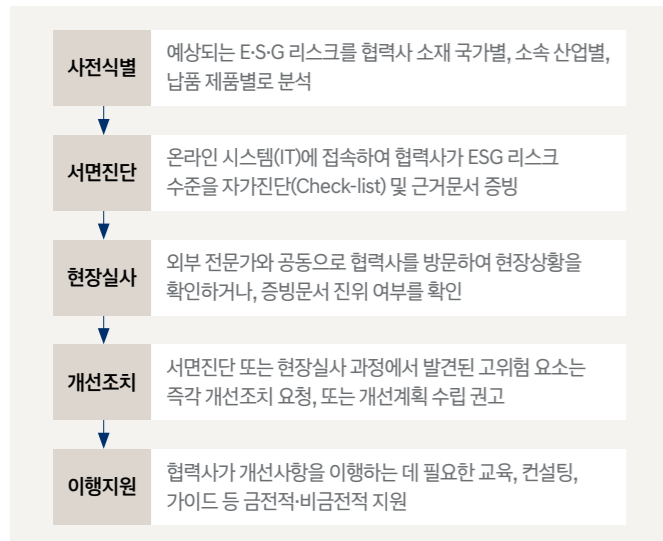 사전식별
예상되는 E·S·G 리스크를 협력사 소재 국가별, 소속 산업별,
납품 제품별로 분석
서면진단
온라인 시스템(IT)에 접속하여 협력사가 ESG 리스크
수준을 자가진단(Check-list) 및 근거문서 증빙
현장실사
외부 전문가와 공동으로 협력사를 방문하여 현장상황을
확인하거나, 증빙문서 진위 여부를 확인
개선조치
서면진단 또는 현장실사 과정에서 발견된 고위험 요소는
즉각 개선조치 요청, 또는 개선계획 수립 권고
이행지원
협력사가 개선사항을 이행하는 데 필요한 교육, 컨설팅,
가이드 등 금전적·비금전적 지원